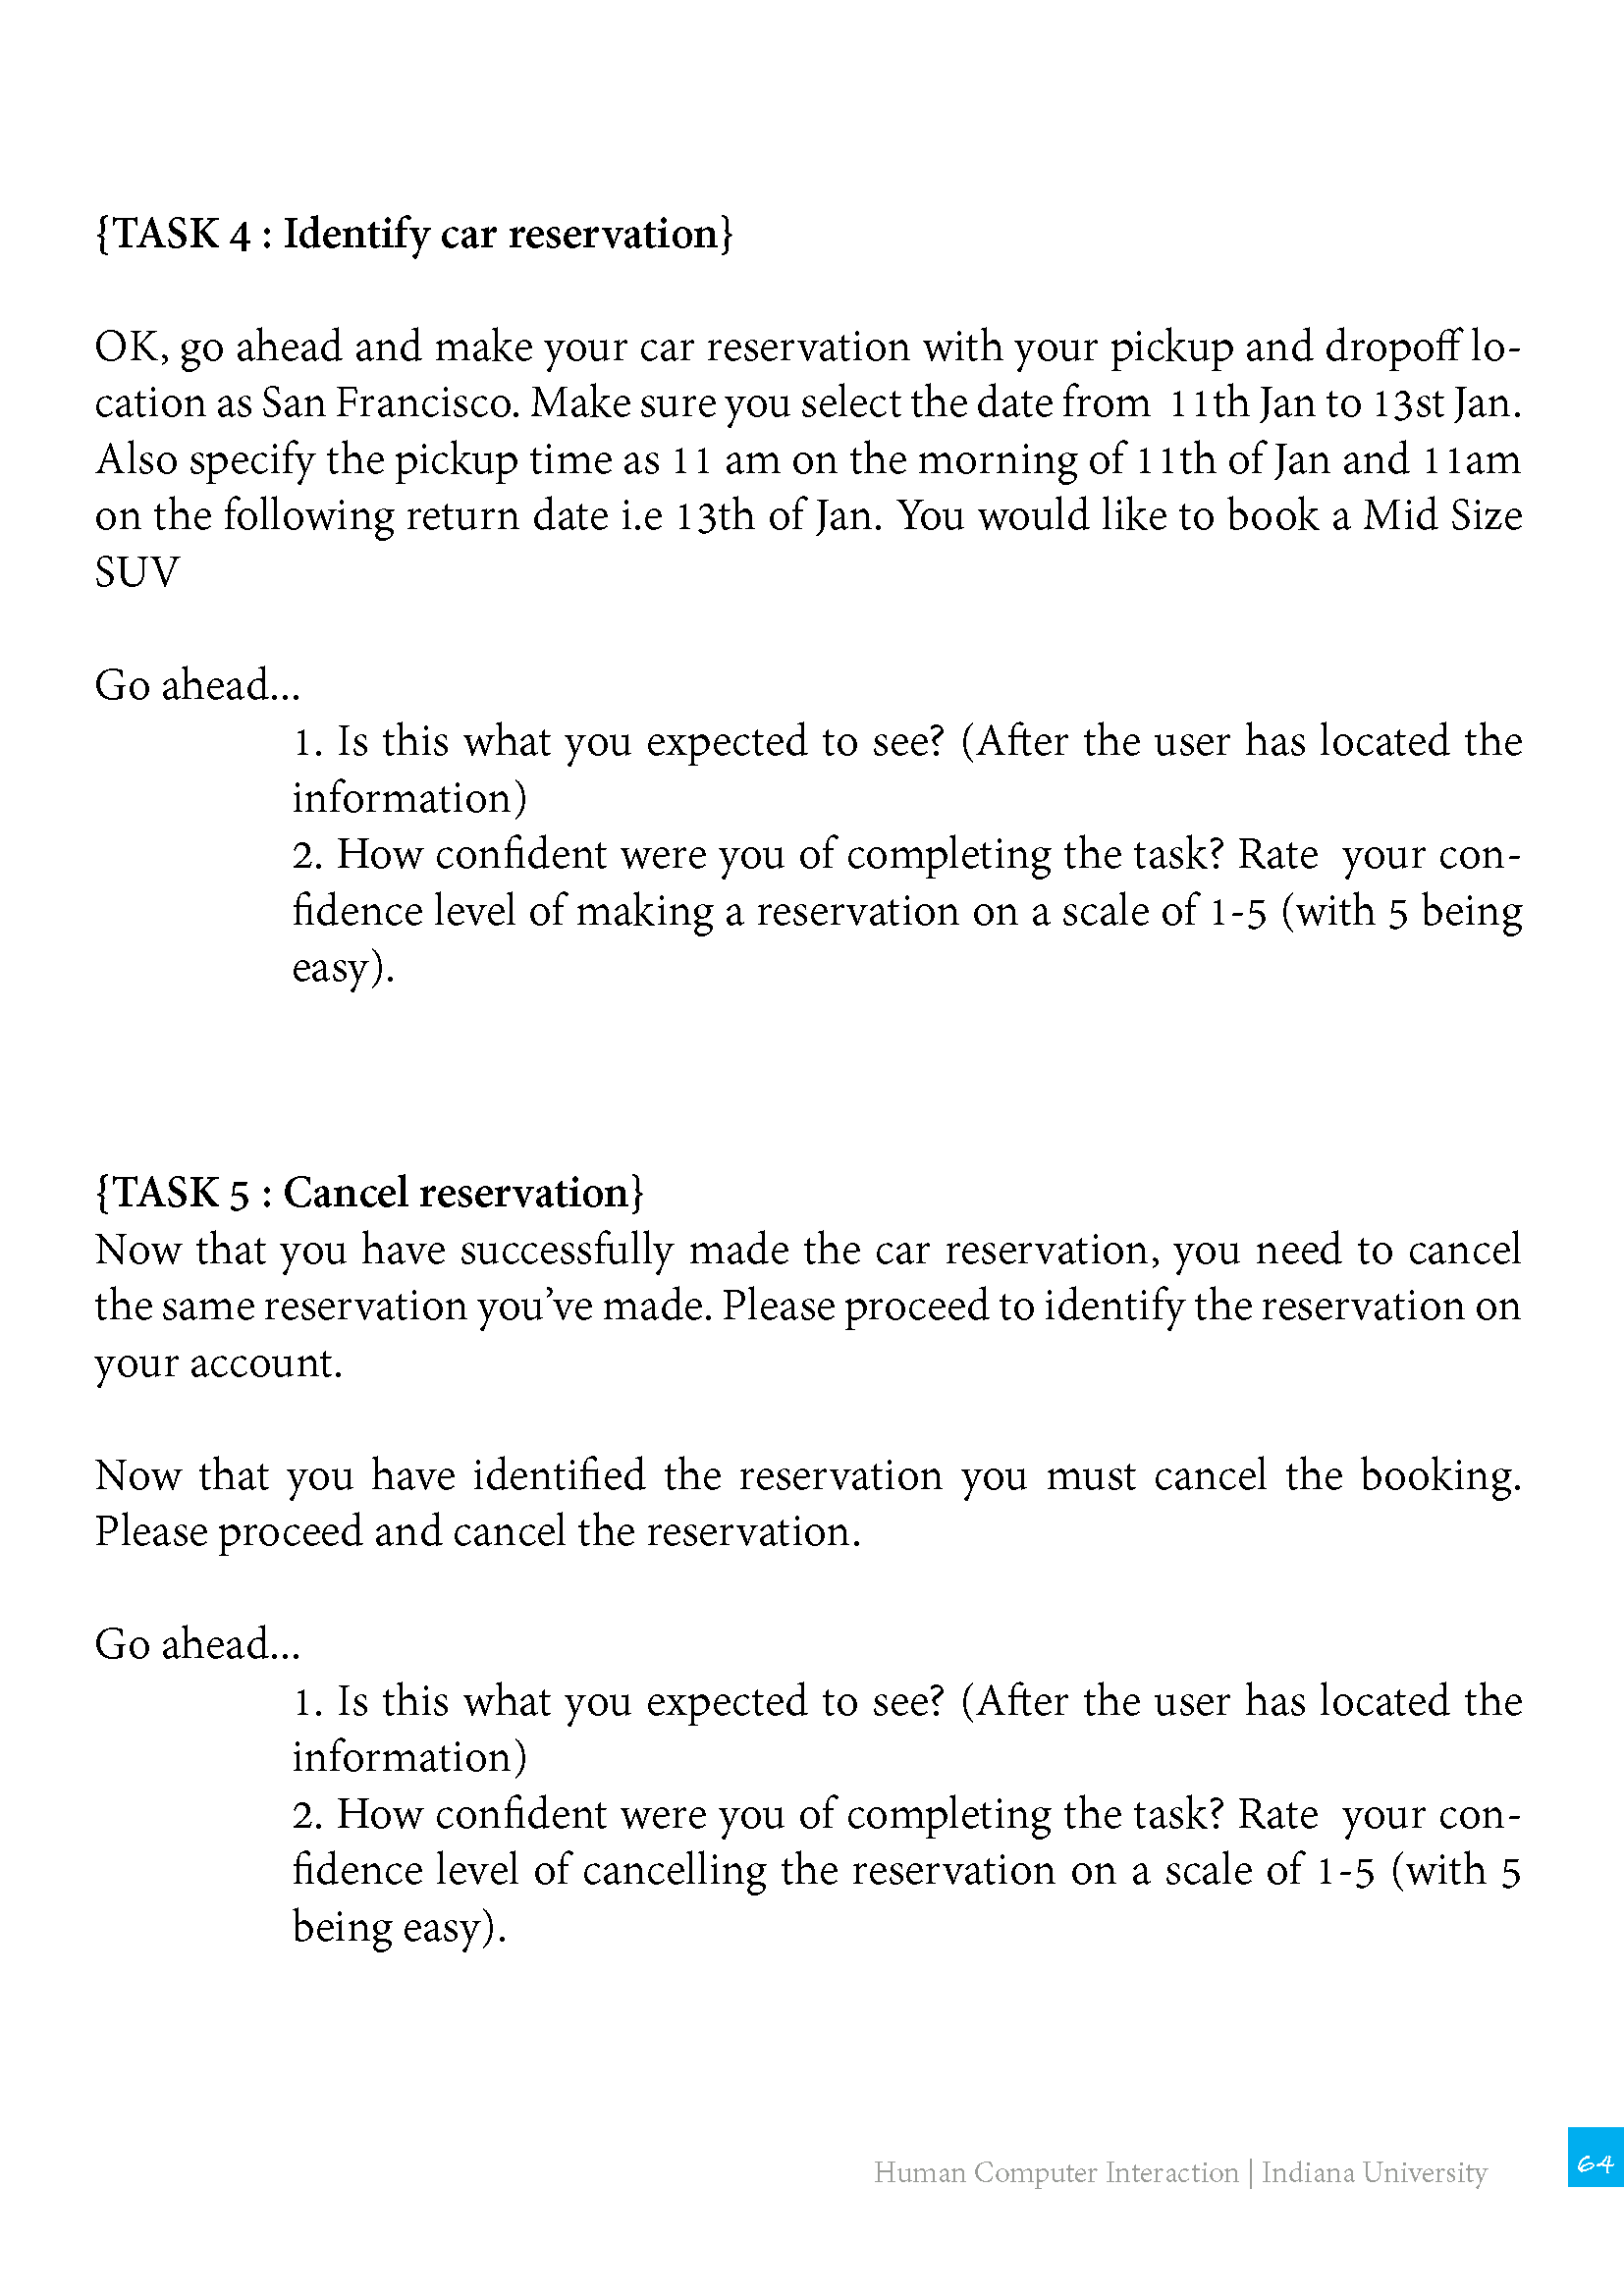 {TASK 4 : Identify car reservation}
OK, go ahead and make your car reservation with your pickup and dropoff lo-
cation as San Francisco. Make sure you select the date from 11th Jan to 13st Jan.
Also specify the pickup time as 11 am on the morning of 11th of Jan and 11am
on the following return date i.e 13th of Jan. You would like to book a Mid Size
SUV
Go ahead...
1. Is this what you expected to see? (After the user has located the
information)
2. How confident were you of completing the task? Rate your con-
fidence level of making a reservation on a scale of 1-5 (with 5 being
easy).
{TASK 5 : Cancel reservation}
Now that you have successfully made the car reservation, you need to cancel
the same reservation you’ve made. Please proceed to identify the reservation on
your account.
Now that you have identified the reservation you must cancel the booking.
Please proceed and cancel the reservation.
Go ahead...
1. Is this what you expected to see? (After the user has located the
information)
2. How confident were you of completing the task? Rate your con-
fidence level of cancelling the reservation on a scale of 1-5 (with 5
being easy).
Human Computer Interaction | Indiana University
64